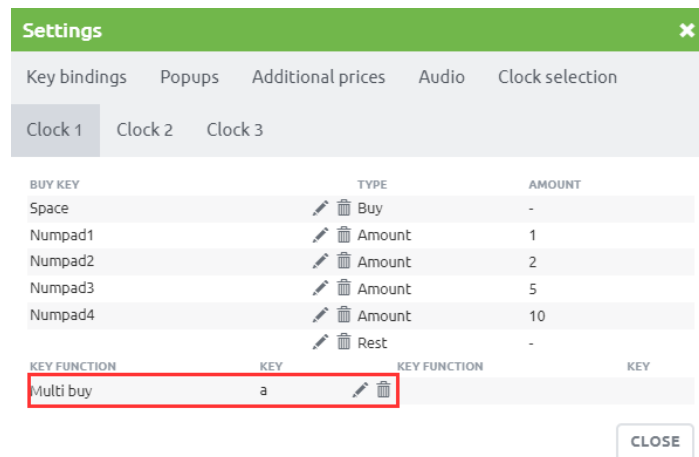 Settings
Key bindings Popups Additional prices Audio Clock selection
Clock 1 Clock 2 Clock 3
BUY KEY TYPE AMOUNT
Space Buy -
Numpad1 Amount 1
Numpad2 Amount 2
Numpad3 Amount 5
Numpad4 Amount 10
Rest -
KEY FUNCTION KEY KEY FUNCTION KEY
Multi buy a
CLOSE